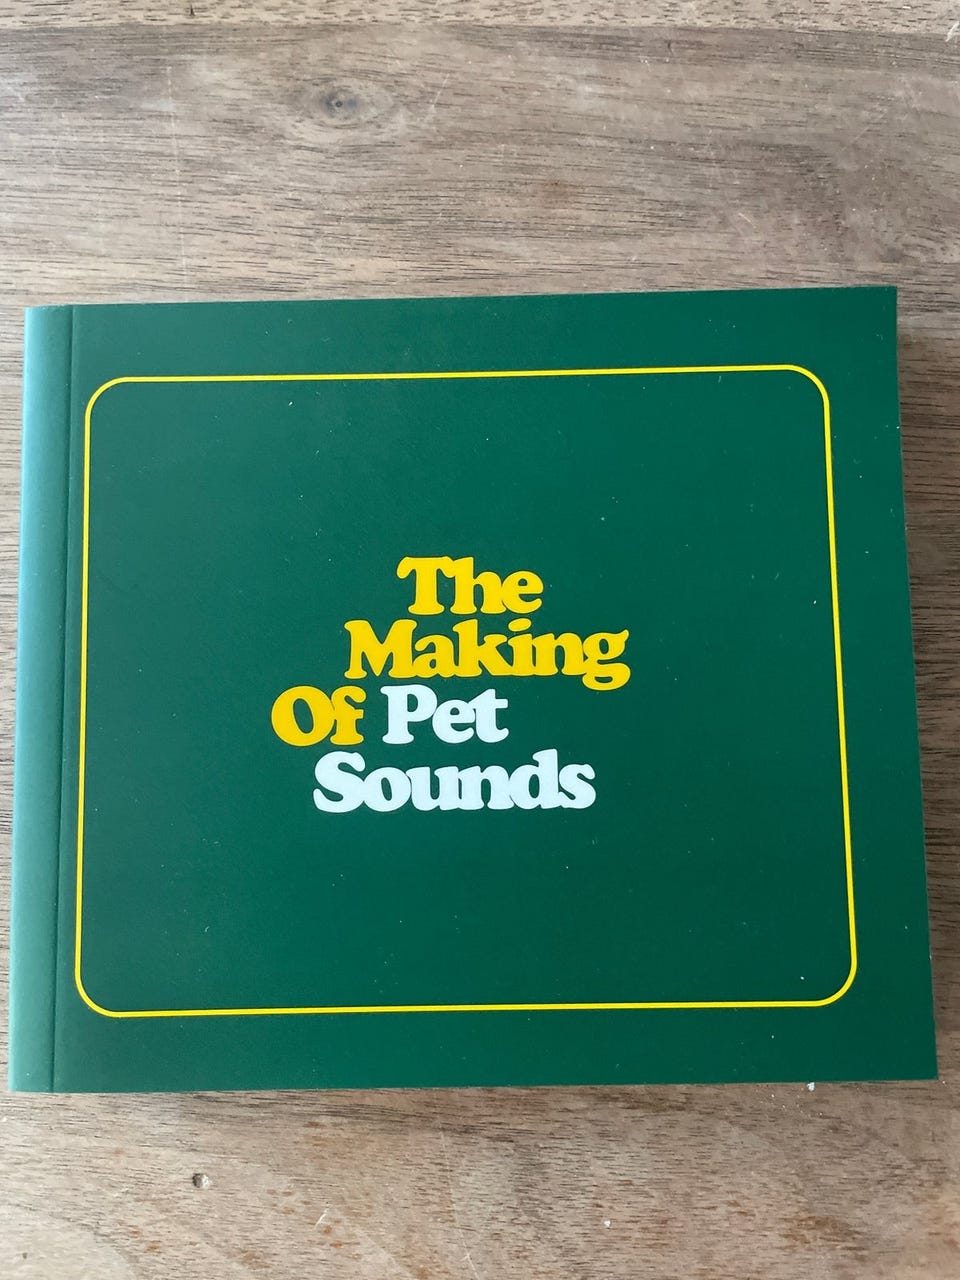 The
Making
Of Pet
Sounds